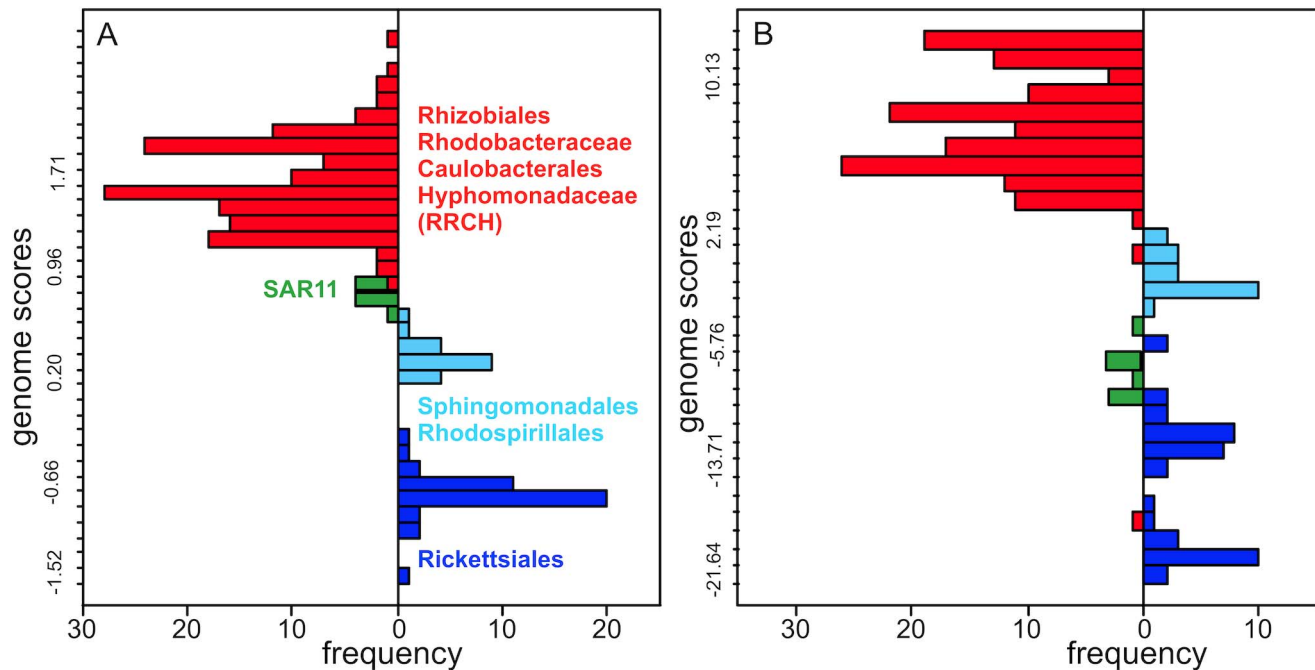 A
Rhizobiales
Rhodobacteraceae
Caulobacterales
Hyphomonadaceae
(RRCH)
SAR11
Sphingomonadales
Rhodospirillales
Rickettsiales
genome scores
1.71
0.96
0.20
-0.66
-1.52
30
20
10
0
10
20
frequency
B
genome scores
10.13
2.19
-5.76
-13.71
-21.64
30
20
10
0
10
frequency